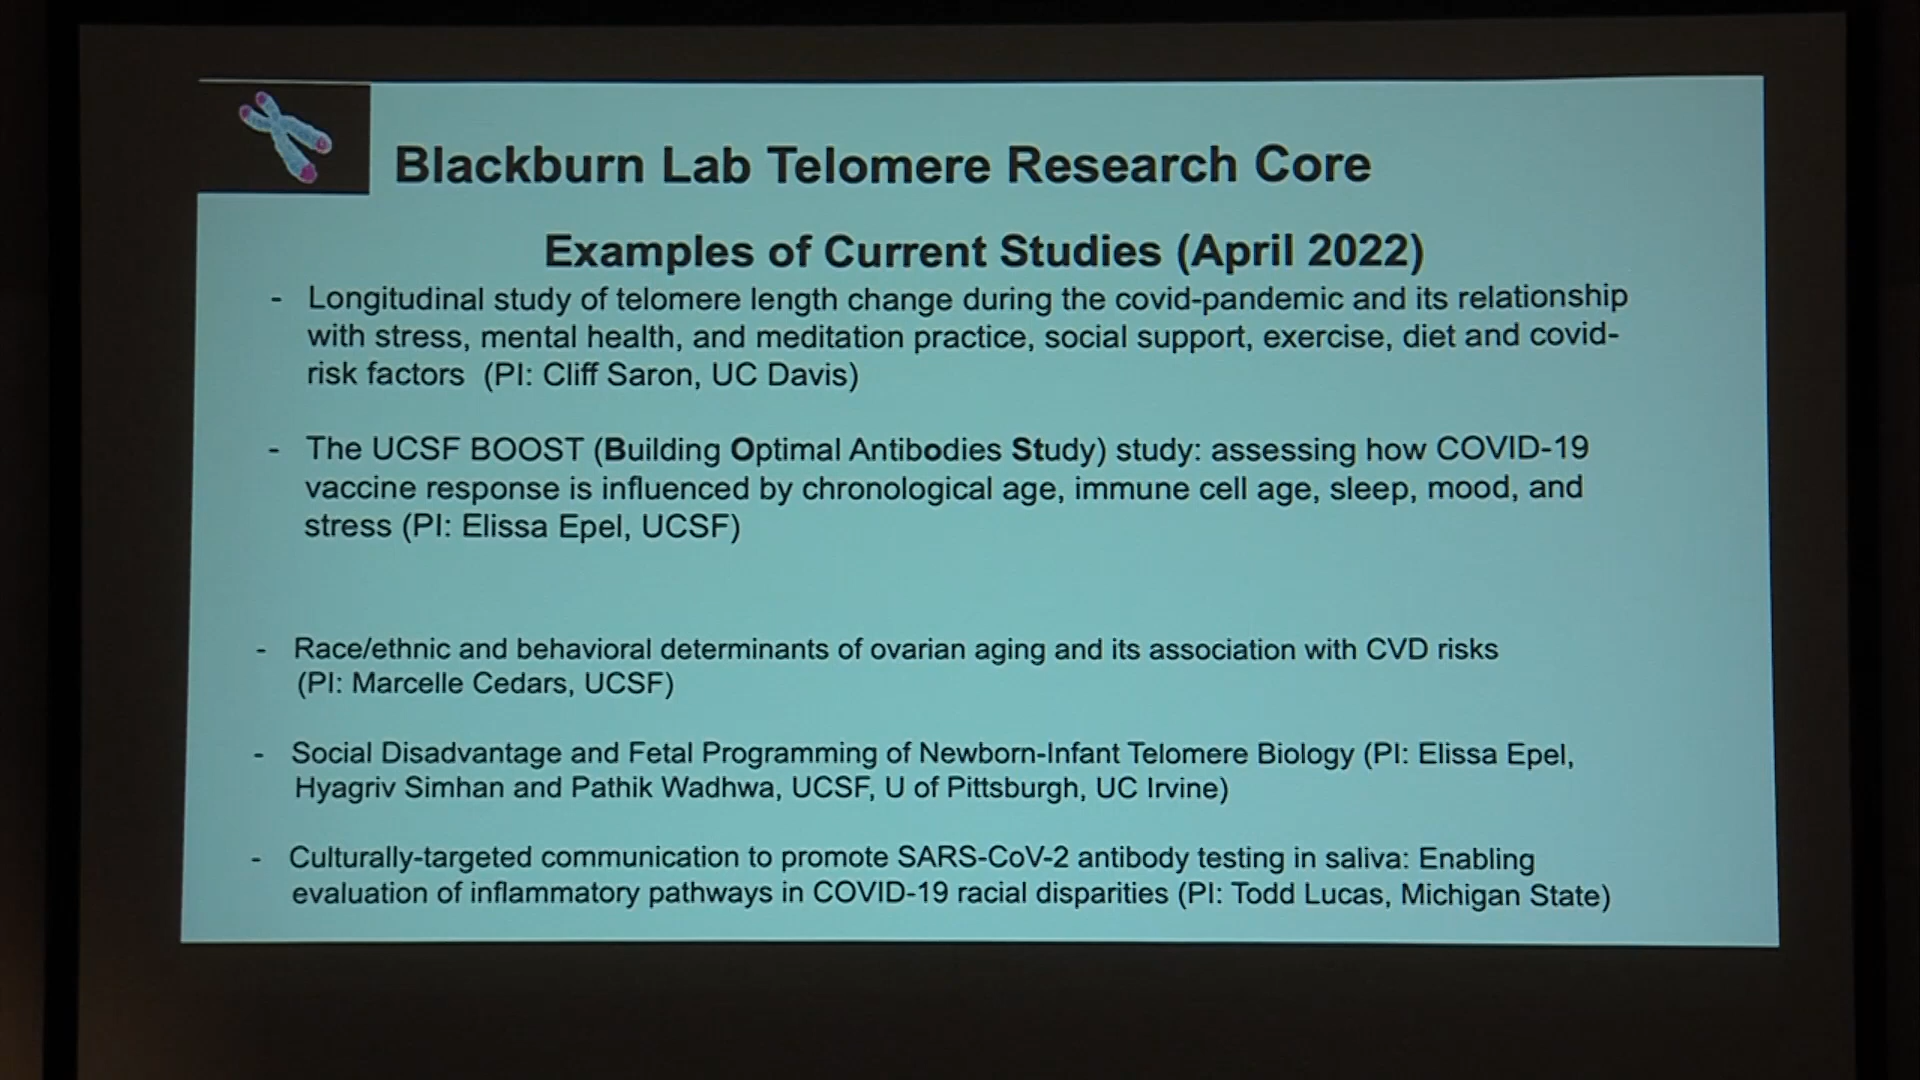 Blackburn Lab Telomere Research Core
Examples of Current Studies (April 2022)
- Longitudinal study of telomere length change during the covid-pandemic and its relationship
with stress, mental health, and meditation practice, social support, exercise, diet and covid-
risk factors (PI: Cliff Saron, UC Davis)
- The UCSF BOOST (Building Optimal Antibodies Study) study: assessing how COVID-19
vaccine response is influenced by chronological age, immune cell age, sleep, mood, and
stress (PI: Elissa Epel, UCSF)
- Race/ethnic and behavioral determinants of ovarian aging and its association with CVD risks
(PI: Marcelle Cedars, UCSF)
- Social Disadvantage and Fetal Programming of Newborn-Infant Telomere Biology (PI: Elissa Epel,
Hyagriv Simhan and Pathik Wadhwa, UCSF, U of Pittsburgh, UC Irvine)
- Culturally-targeted communication to promote SARS-CoV-2 antibody testing in saliva: Enabling
evaluation of inflammatory pathways in COVID-19 racial disparities (PI: Todd Lucas, Michigan State)